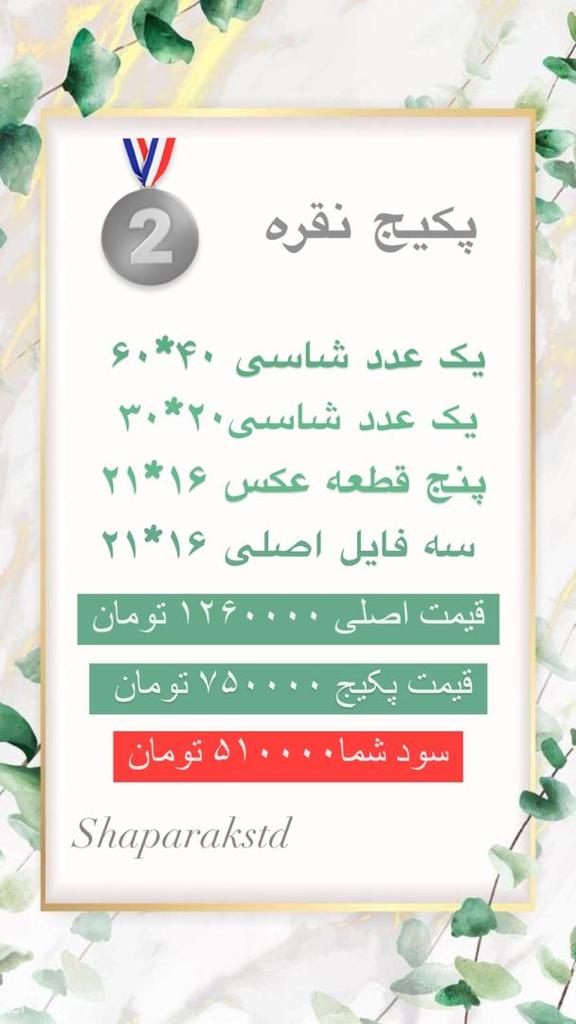 2
پکیج نقره
یک عدد شاسی ۴۰*۶۰
یک عدد شاسی۲۰*۳۰
پنج قطعه عکس ۱۶*۲۱
سه فایل اصلی ۱۶*۲۱
قیمت اصلی ۱۲۶۰۰۰۰ تومان
قیمت پکیج ۷۵۰۰۰۰ تومان
سود شما۵۱۰۰۰۰ تومان
Shaparakstd